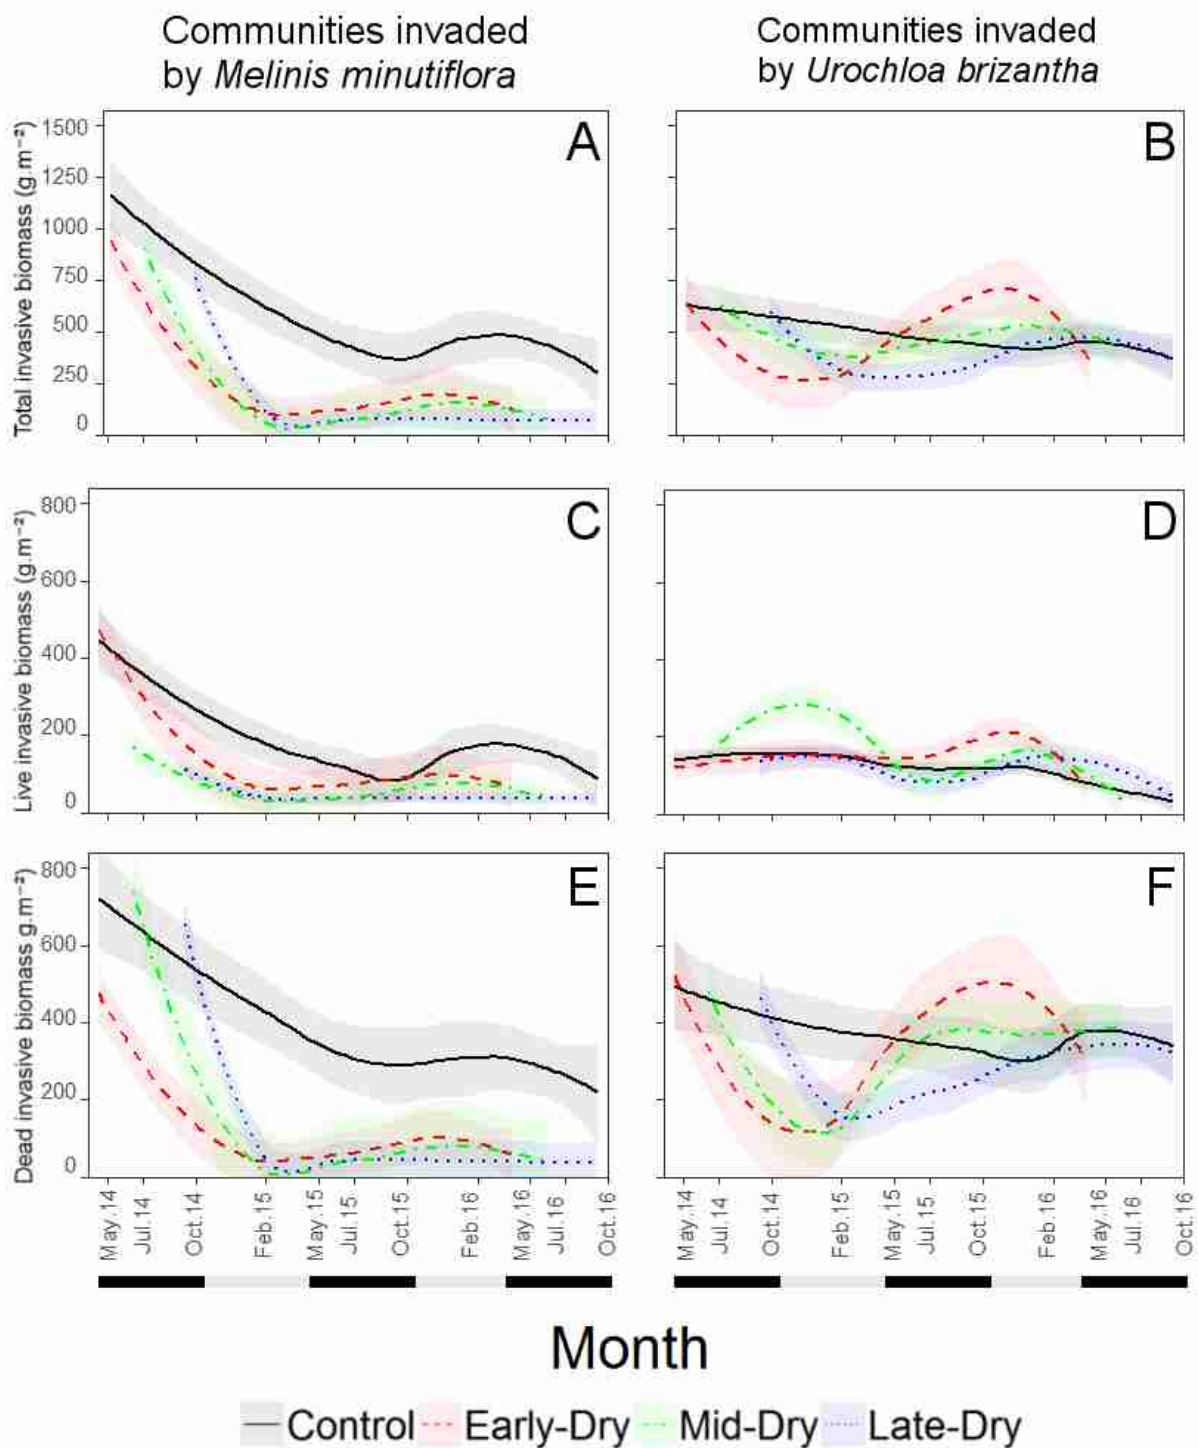 Communities invaded
by Melinis minutiflora
Communities invaded
by Urochloa brizantha
Total invasive biomass (g.m⁻²)
1500
1250
1000
750
500
250
0
A
B
Live invasive biomass (g.m⁻²)
800
600
400
200
0
C
D
Dead invasive biomass g.m⁻²)
800
600
400
200
0
E
F
May.14
Jul.14
Oct.14
Feb.15
May.15
Jul.15
Oct.15
Feb.16
May.16
Jul.16
Oct.16
May.14
Jul.14
Oct.14
Feb.15
May.15
Jul.15
Oct.15
Feb.16
May.16
Jul.16
Oct.16
Month
Control Early-Dry Mid-Dry Late-Dry